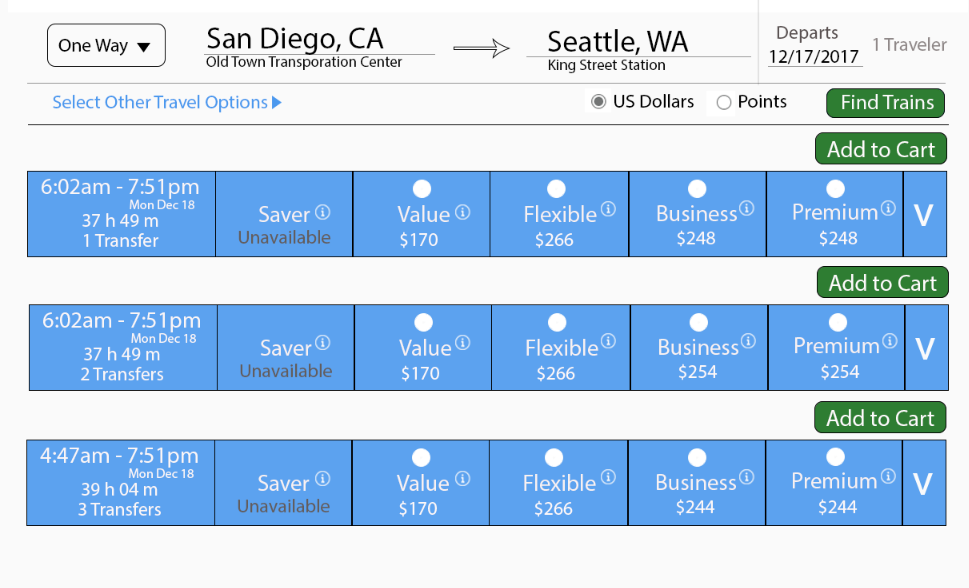 One Way ▼
San Diego, CA
Old Town Transporation Center
Seattle, WA
King Street Station
Departs
12/17/2017
1 Traveler
Select Other Travel Options
US Dollars
Points
Find Trains
Add to Cart
6:02am - 7:51pm
Mon Dec 18
37 h 49 m
1 Transfer
Saver
Unavailable
Value
$170
Flexible
$266
Business
$248
Premium
$248
V
Add to Cart
6:02am - 7:51pm
Mon Dec 18
37 h 49 m
2 Transfers
Saver
Unavailable
Value
$170
Flexible
$266
Business
$254
Premium
$254
V
Add to Cart
4:47am - 7:51pm
Mon Dec 18
39 h 04 m
3 Transfers
Saver
Unavailable
Value
$170
Flexible
$266
Business
$244
Premium
$244
V